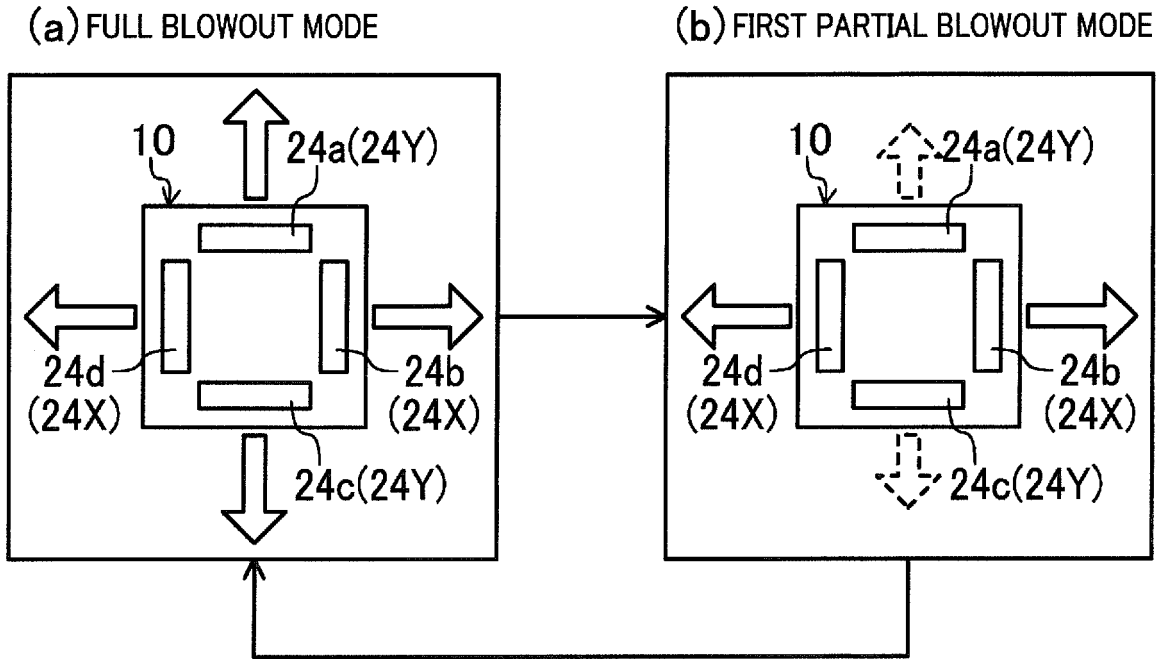 (a) FULL BLOWOUT MODE
10
24a(24Y)
24d
(24X)
24b
(24X)
24c(24Y)
(b) FIRST PARTIAL BLOWOUT MODE
10
24a(24Y)
24d
(24X)
24b
(24X)
24c(24Y)